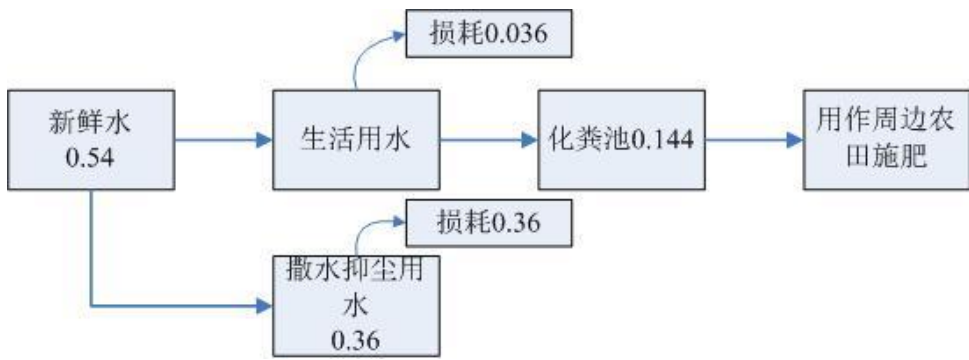 损耗0.036
新鲜水
0.54
生活用水
化粪池0.144
用作周边农
田施肥
损耗0.36
撒水抑尘用
水
0.36